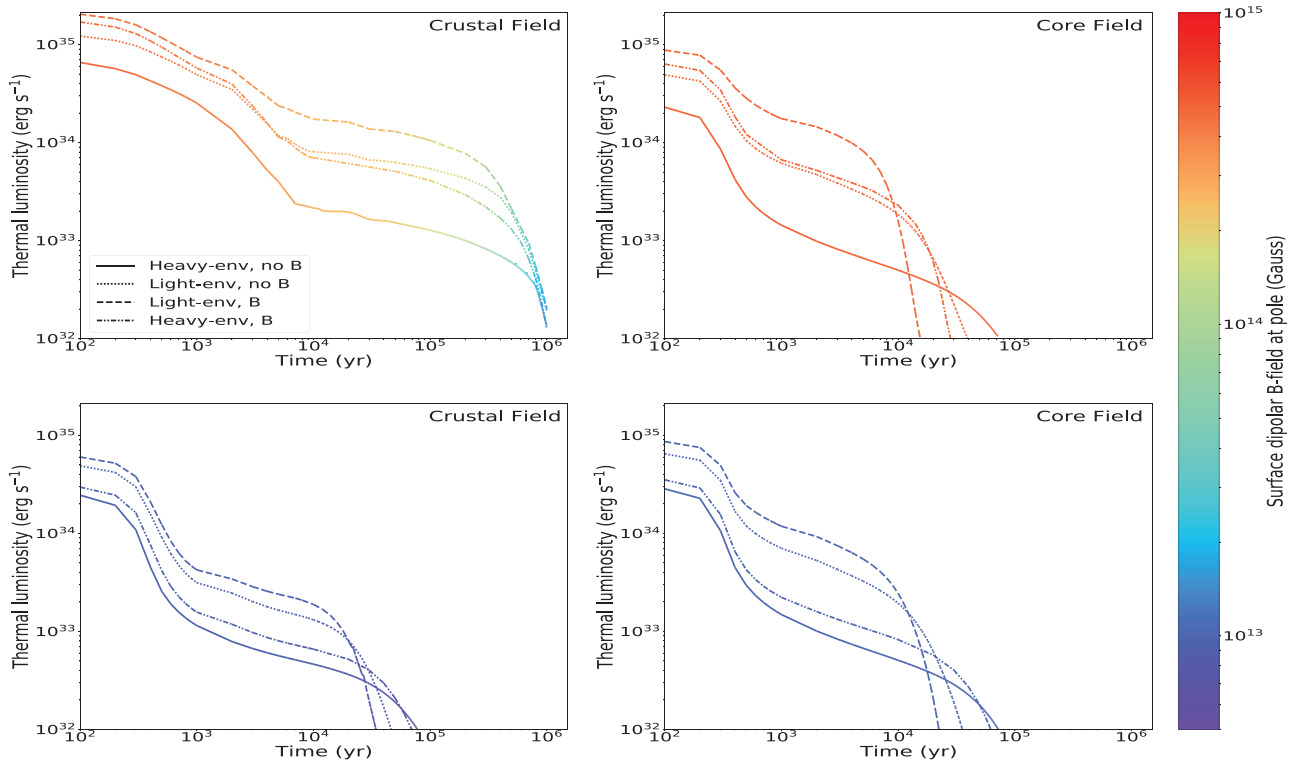 Crustal Field
Thermal luminosity (erg s⁻¹)
10³⁵
10³⁴
10³³
10³²
Heavy-env, no B
Light-env, no B
Light-env, B
Heavy-env, B
10² 10³ 10⁴ 10⁵ 10⁶
Time (yr)
Core Field
Thermal luminosity (erg s⁻¹)
10³⁵
10³⁴
10³³
10³²
10² 10³ 10⁴ 10⁵ 10⁶
Time (yr)
Crustal Field
Thermal luminosity (erg s⁻¹)
10³⁵
10³⁴
10³³
10³²
10² 10³ 10⁴ 10⁵ 10⁶
Time (yr)
Core Field
Thermal luminosity (erg s⁻¹)
10³⁵
10³⁴
10³³
10³²
10² 10³ 10⁴ 10⁵ 10⁶
Time (yr)
10¹⁵
10¹⁴
10¹³
Surface dipolar B-field at pole (Gauss)